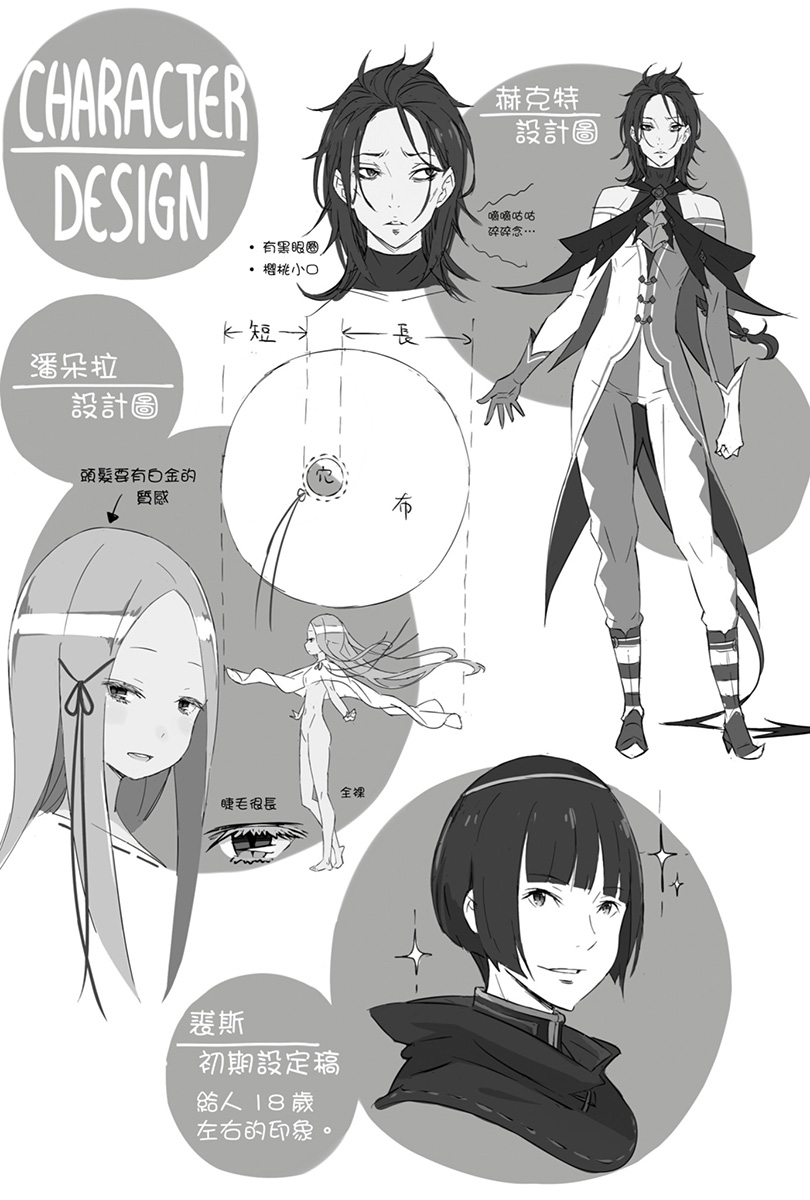 CHARACTER
DESIGN
赫克特
設計圖
• 有黑眼圈
• 櫻桃小口
嘀嘀咕咕
碎碎念…
潘朵拉
設計圖
短
長
穴
布
頭髮要有白金的
質感
睫毛很長
全裸
裴斯
初期設定稿
給人 18 歲
左右的印象。